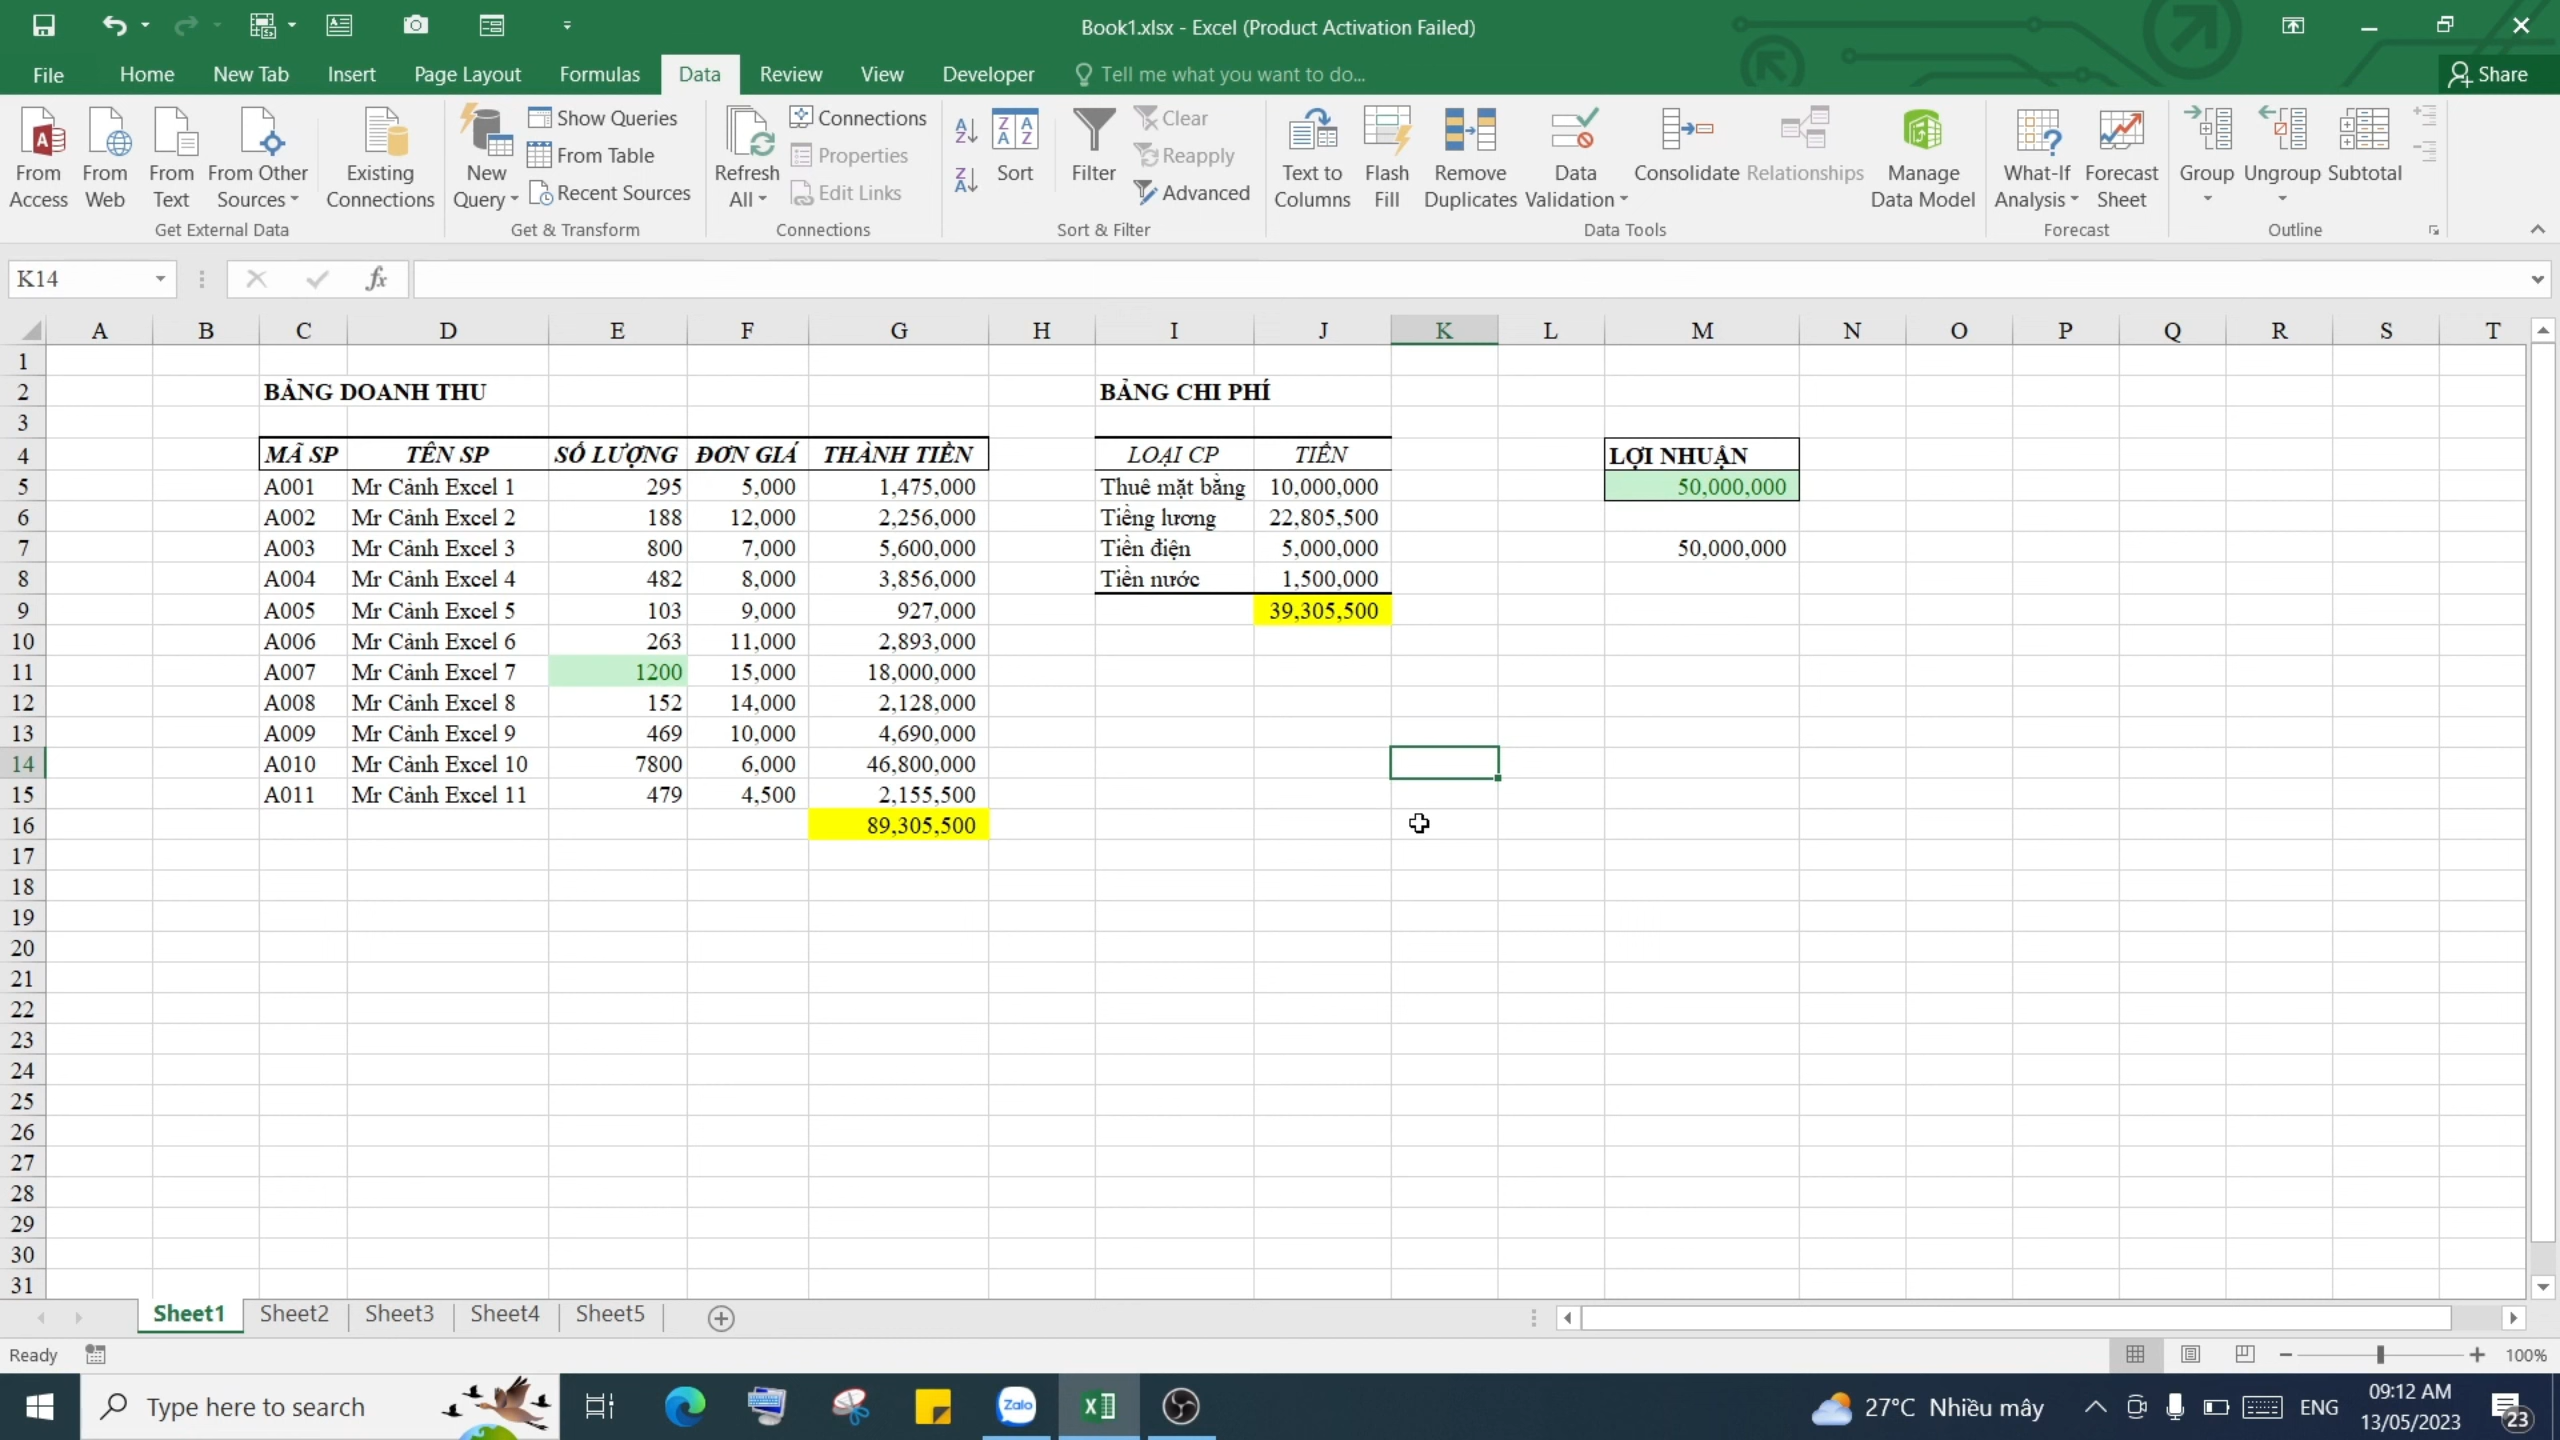 Book1.xlsx - Excel (Product Activation Failed)
File Home New Tab Insert Page Layout Formulas Data Review View Developer Tell me what you want to do... Share
From Access From Web From Text From Other Sources Existing Connections
Get External Data
New Query Show Queries From Table Recent Sources
Get & Transform
Refresh All Connections Properties Edit Links
Connections
Sort Filter Clear Reapply Advanced
Sort & Filter
Text to Columns Flash Fill Remove Duplicates Data Validation Consolidate Relationships Manage Data Model
Data Tools
What-If Analysis Forecast Sheet
Forecast
Group Ungroup Subtotal
Outline
K14 fx
A B C D E F G H I J K L M N O P Q R S T
1
2 BẢNG DOANH THU BẢNG CHI PHÍ
3
4 MÃ SP TÊN SP SỐ LƯỢNG ĐƠN GIÁ THÀNH TIỀN LOẠI CP TIỀN LỢI NHUẬN
5 A001 Mr Cảnh Excel 1 295 5,000 1,475,000 Thuê mặt bằng 10,000,000 50,000,000
6 A002 Mr Cảnh Excel 2 188 12,000 2,256,000 Tiềng lương 22,805,500
7 A003 Mr Cảnh Excel 3 800 7,000 5,600,000 Tiền điện 5,000,000 50,000,000
8 A004 Mr Cảnh Excel 4 482 8,000 3,856,000 Tiền nước 1,500,000
9 A005 Mr Cảnh Excel 5 103 9,000 927,000 39,305,500
10 A006 Mr Cảnh Excel 6 263 11,000 2,893,000
11 A007 Mr Cảnh Excel 7 1200 15,000 18,000,000
12 A008 Mr Cảnh Excel 8 152 14,000 2,128,000
13 A009 Mr Cảnh Excel 9 469 10,000 4,690,000
14 A010 Mr Cảnh Excel 10 7800 6,000 46,800,000
15 A011 Mr Cảnh Excel 11 479 4,500 2,155,500
16 89,305,500
17
18
19
20
21
22
23
24
25
26
27
28
29
30
31
Sheet1 Sheet2 Sheet3 Sheet4 Sheet5
Ready 100%
Type here to search Zalo 27°C Nhiều mây ENG 09:12 AM
13/05/2023 23